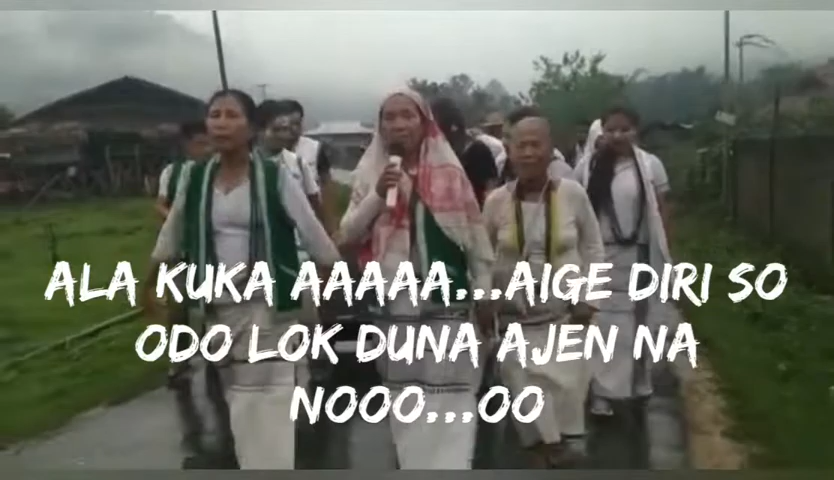 ALA KUKA AAAAA...AIGE DIRI SO
ODO LOK DUNA AJEN NA
NOOO...OO